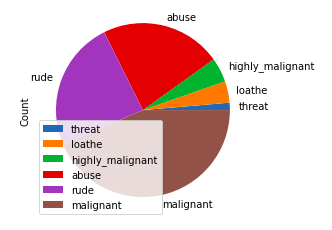 abuse
highly_malignant
rude
loathe
threat
Count
threat
loathe
highly_malignant
abuse
rude
malignant
malignant